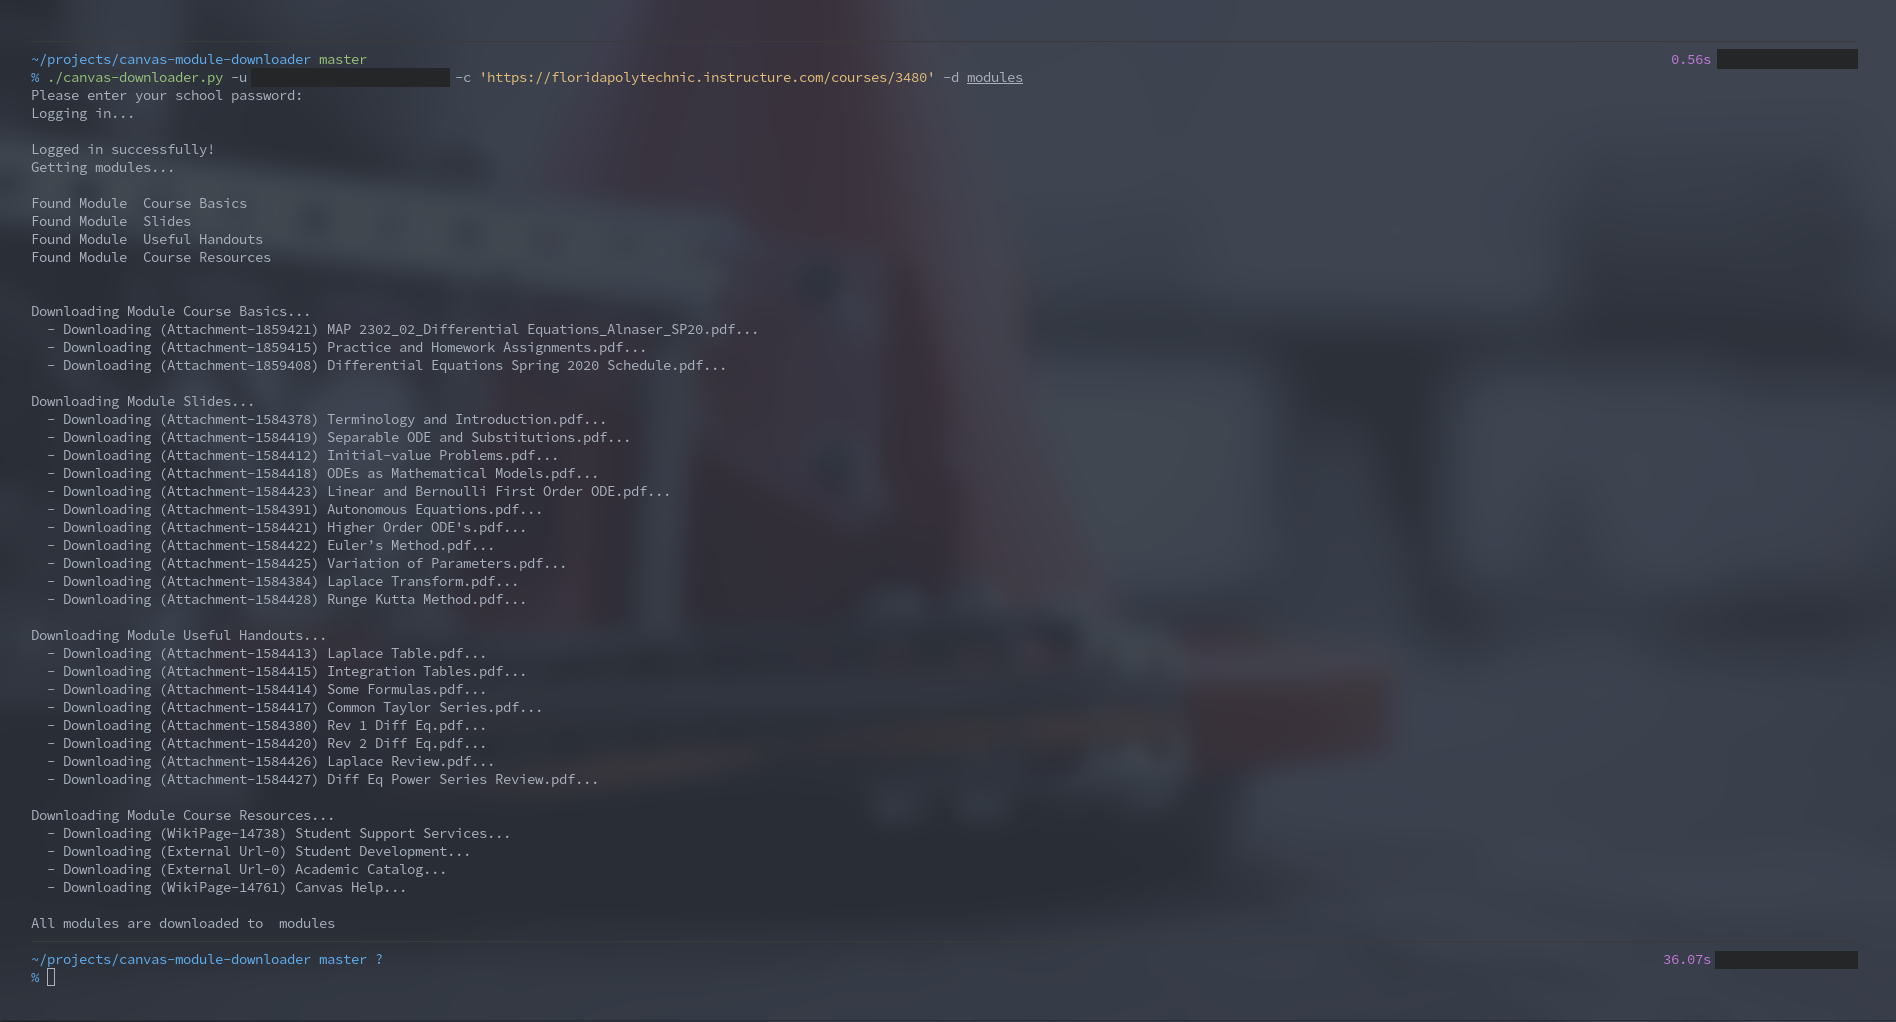 ~/projects/canvas-module-downloader master 0.56s
% ./canvas-downloader.py -u -c 'https://floridapolytechnic.instructure.com/courses/3480' -d modules
Please enter your school password:
Logging in...
Logged in successfully!
Getting modules...
Found Module  Course Basics
Found Module  Slides
Found Module  Useful Handouts
Found Module  Course Resources
Downloading Module Course Basics...
- Downloading (Attachment-1859421) MAP 2302_02_Differential Equations_Alnaser_SP20.pdf...
- Downloading (Attachment-1859415) Practice and Homework Assignments.pdf...
- Downloading (Attachment-1859408) Differential Equations Spring 2020 Schedule.pdf...
Downloading Module Slides...
- Downloading (Attachment-1584378) Terminology and Introduction.pdf...
- Downloading (Attachment-1584419) Separable ODE and Substitutions.pdf...
- Downloading (Attachment-1584412) Initial-value Problems.pdf...
- Downloading (Attachment-1584418) ODEs as Mathematical Models.pdf...
- Downloading (Attachment-1584423) Linear and Bernoulli First Order ODE.pdf...
- Downloading (Attachment-1584391) Autonomous Equations.pdf...
- Downloading (Attachment-1584421) Higher Order ODE's.pdf...
- Downloading (Attachment-1584422) Euler’s Method.pdf...
- Downloading (Attachment-1584425) Variation of Parameters.pdf...
- Downloading (Attachment-1584384) Laplace Transform.pdf...
- Downloading (Attachment-1584428) Runge Kutta Method.pdf...
Downloading Module Useful Handouts...
- Downloading (Attachment-1584413) Laplace Table.pdf...
- Downloading (Attachment-1584415) Integration Tables.pdf...
- Downloading (Attachment-1584414) Some Formulas.pdf...
- Downloading (Attachment-1584417) Common Taylor Series.pdf...
- Downloading (Attachment-1584380) Rev 1 Diff Eq.pdf...
- Downloading (Attachment-1584420) Rev 2 Diff Eq.pdf...
- Downloading (Attachment-1584426) Laplace Review.pdf...
- Downloading (Attachment-1584427) Diff Eq Power Series Review.pdf...
Downloading Module Course Resources...
- Downloading (WikiPage-14738) Student Support Services...
- Downloading (External Url-0) Student Development...
- Downloading (External Url-0) Academic Catalog...
- Downloading (WikiPage-14761) Canvas Help...
All modules are downloaded to  modules
~/projects/canvas-module-downloader master ? 36.07s
%